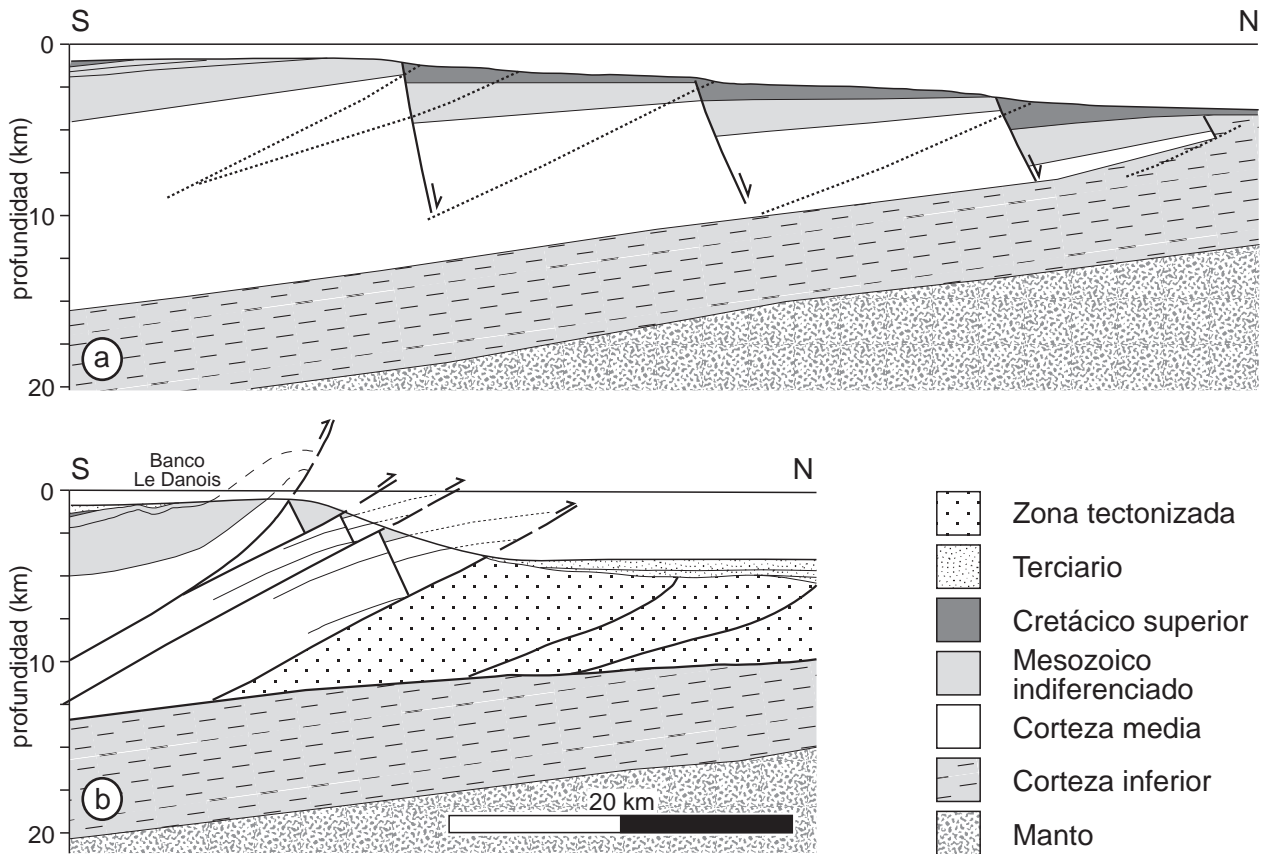 S
N
0
10
20
profundidad (km)
a
S
Banco
Le Danois
N
0
10
20
profundidad (km)
b
20 km
Zona tectonizada
Terciario
Cretácico superior
Mesozoico
indiferenciado
Corteza media
Corteza inferior
Manto